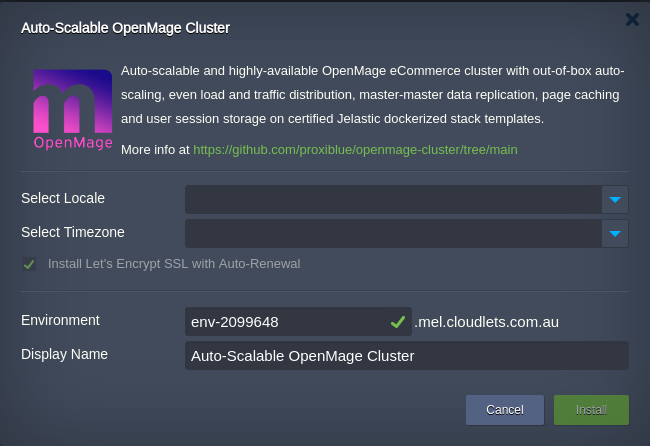 Auto-Scalable OpenMage Cluster
OpenMage
Auto-scalable and highly-available OpenMage eCommerce cluster with out-of-box auto-
scaling, even load and traffic distribution, master-master data replication, page caching
and user session storage on certified Jelastic dockerized stack templates.
More info at https://github.com/proxiblue/openmage-cluster/tree/main
Select Locale
Select Timezone
Install Let's Encrypt SSL with Auto-Renewal
Environment env-2099648 .mel.cloudlets.com.au
Display Name Auto-Scalable OpenMage Cluster
Cancel Install